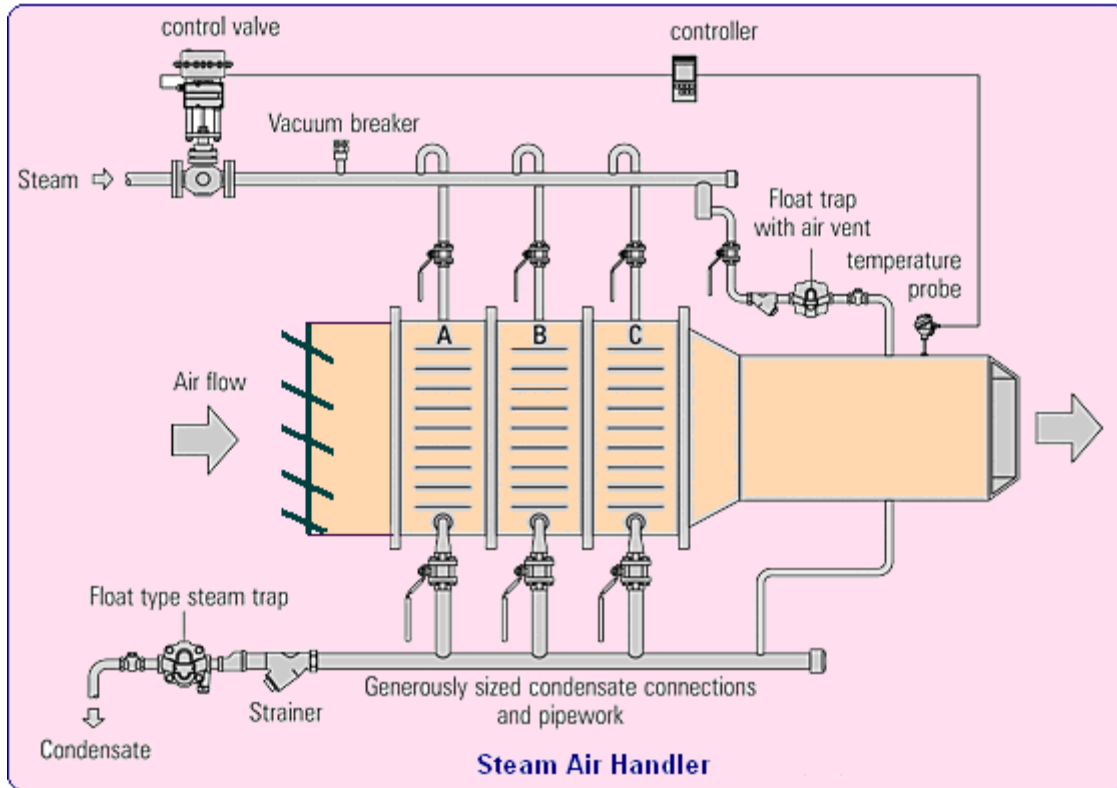 control valve
controller
Vacuum breaker
Steam
Float trap
with air vent
temperature
probe
A
B
C
Air flow
Float type steam trap
Strainer
Generously sized condensate connections
and pipework
Condensate
Steam Air Handler